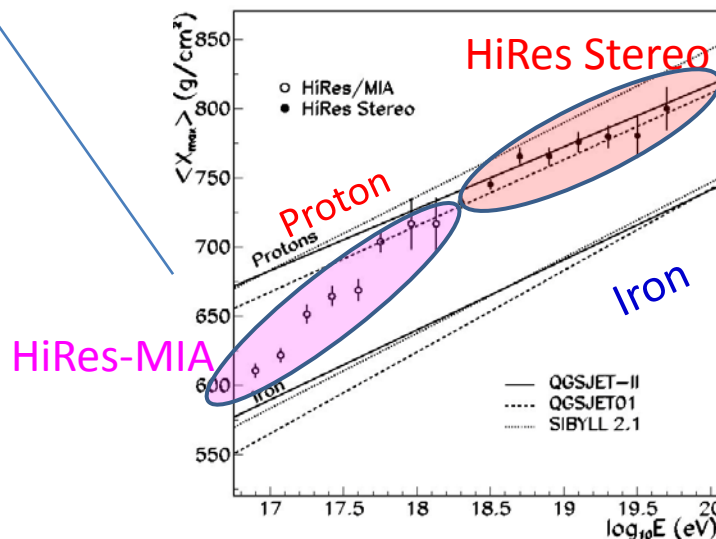 <X_max> (g/cm²)
850
800
750
700
650
600
550
HiRes Stereo
HiRes/MIA
HiRes Stereo
Proton
Protons
Iron
HiRes-MIA
Iron
QGSJET-II
QGSJET01
SIBYLL 2.1
17
17.5
18
18.5
19
19.5
20
log₁₀E (eV)